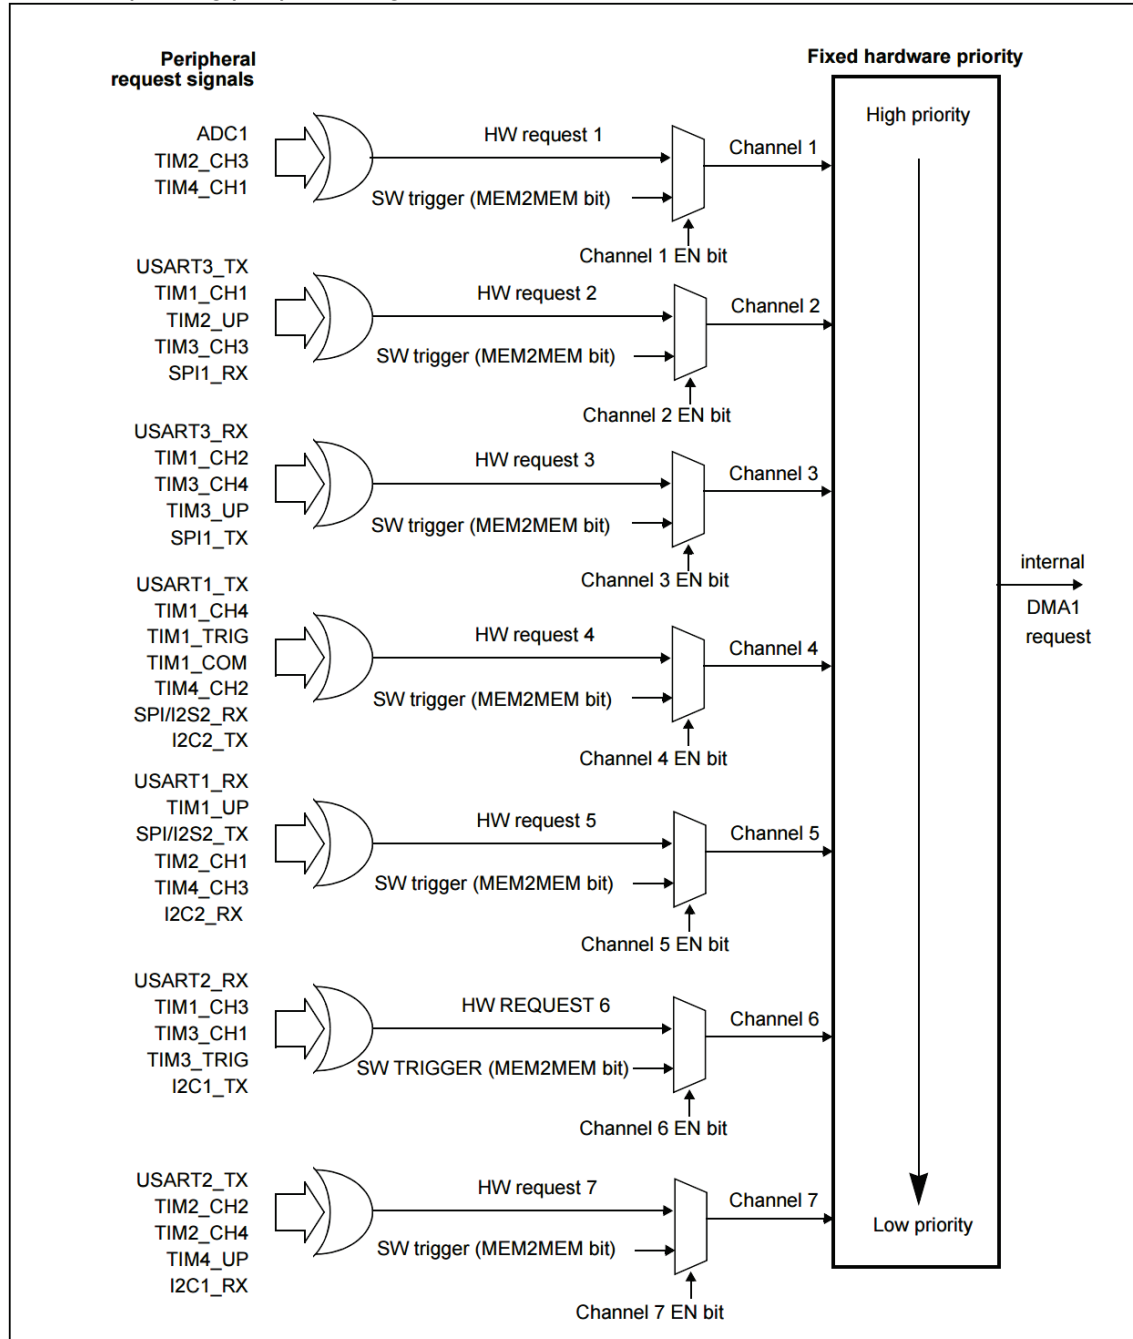 Peripheral
request signals
Fixed hardware priority
High priority
ADC1
TIM2_CH3
TIM4_CH1
HW request 1
SW trigger (MEM2MEM bit)
Channel 1
Channel 1 EN bit
USART3_TX
TIM1_CH1
TIM2_UP
TIM3_CH3
SPI1_RX
HW request 2
SW trigger (MEM2MEM bit)
Channel 2
Channel 2 EN bit
USART3_RX
TIM1_CH2
TIM3_CH4
TIM3_UP
SPI1_TX
HW request 3
SW trigger (MEM2MEM bit)
Channel 3
Channel 3 EN bit
internal
DMA1
request
USART1_TX
TIM1_CH4
TIM1_TRIG
TIM1_COM
TIM4_CH2
SPI/I2S2_RX
I2C2_TX
HW request 4
SW trigger (MEM2MEM bit)
Channel 4
Channel 4 EN bit
USART1_RX
TIM1_UP
SPI/I2S2_TX
TIM2_CH1
TIM4_CH3
I2C2_RX
HW request 5
SW trigger (MEM2MEM bit)
Channel 5
Channel 5 EN bit
USART2_RX
TIM1_CH3
TIM3_CH1
TIM3_TRIG
I2C1_TX
HW REQUEST 6
SW TRIGGER (MEM2MEM bit)
Channel 6
Channel 6 EN bit
USART2_TX
TIM2_CH2
TIM2_CH4
TIM4_UP
I2C1_RX
HW request 7
SW trigger (MEM2MEM bit)
Channel 7
Channel 7 EN bit
Low priority